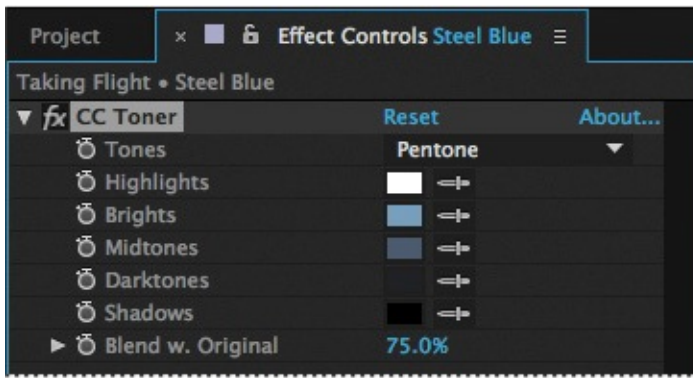 Project × Effect Controls Steel Blue ≡
Taking Flight • Steel Blue
fx CC Toner Reset About...
Tones Pentone
Highlights
Brights
Midtones
Darktones
Shadows
Blend w. Original 75.0%